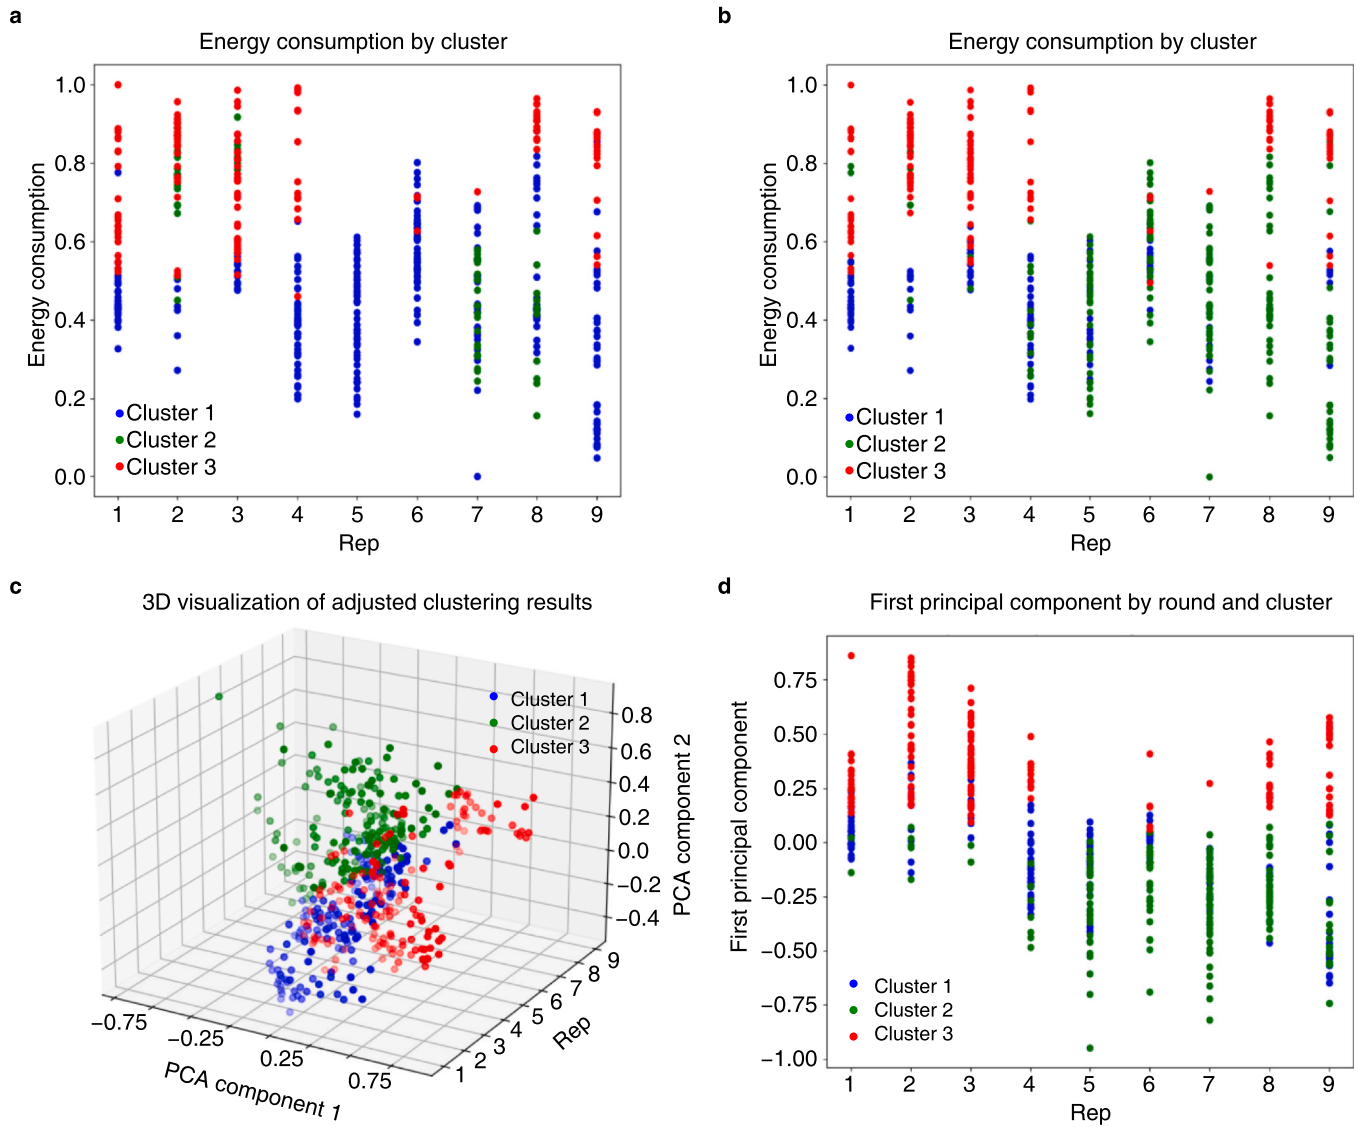 a
Energy consumption by cluster
Energy consumption
1.0
0.8
0.6
0.4
0.2
0.0
Cluster 1
Cluster 2
Cluster 3
1 2 3 4 5 6 7 8 9
Rep
b
Energy consumption by cluster
Energy consumption
1.0
0.8
0.6
0.4
0.2
0.0
Cluster 1
Cluster 2
Cluster 3
1 2 3 4 5 6 7 8 9
Rep
c
3D visualization of adjusted clustering results
Cluster 1
Cluster 2
Cluster 3
0.8
0.6
0.4
0.2
0.0
−0.2
−0.4
PCA component 2
−0.75
−0.25
0.25
0.75
PCA component 1
1 2 3 4 5 6 7 8 9
Rep
d
First principal component by round and cluster
First principal component
0.75
0.50
0.25
0.00
−0.25
−0.50
−0.75
−1.00
Cluster 1
Cluster 2
Cluster 3
1 2 3 4 5 6 7 8 9
Rep